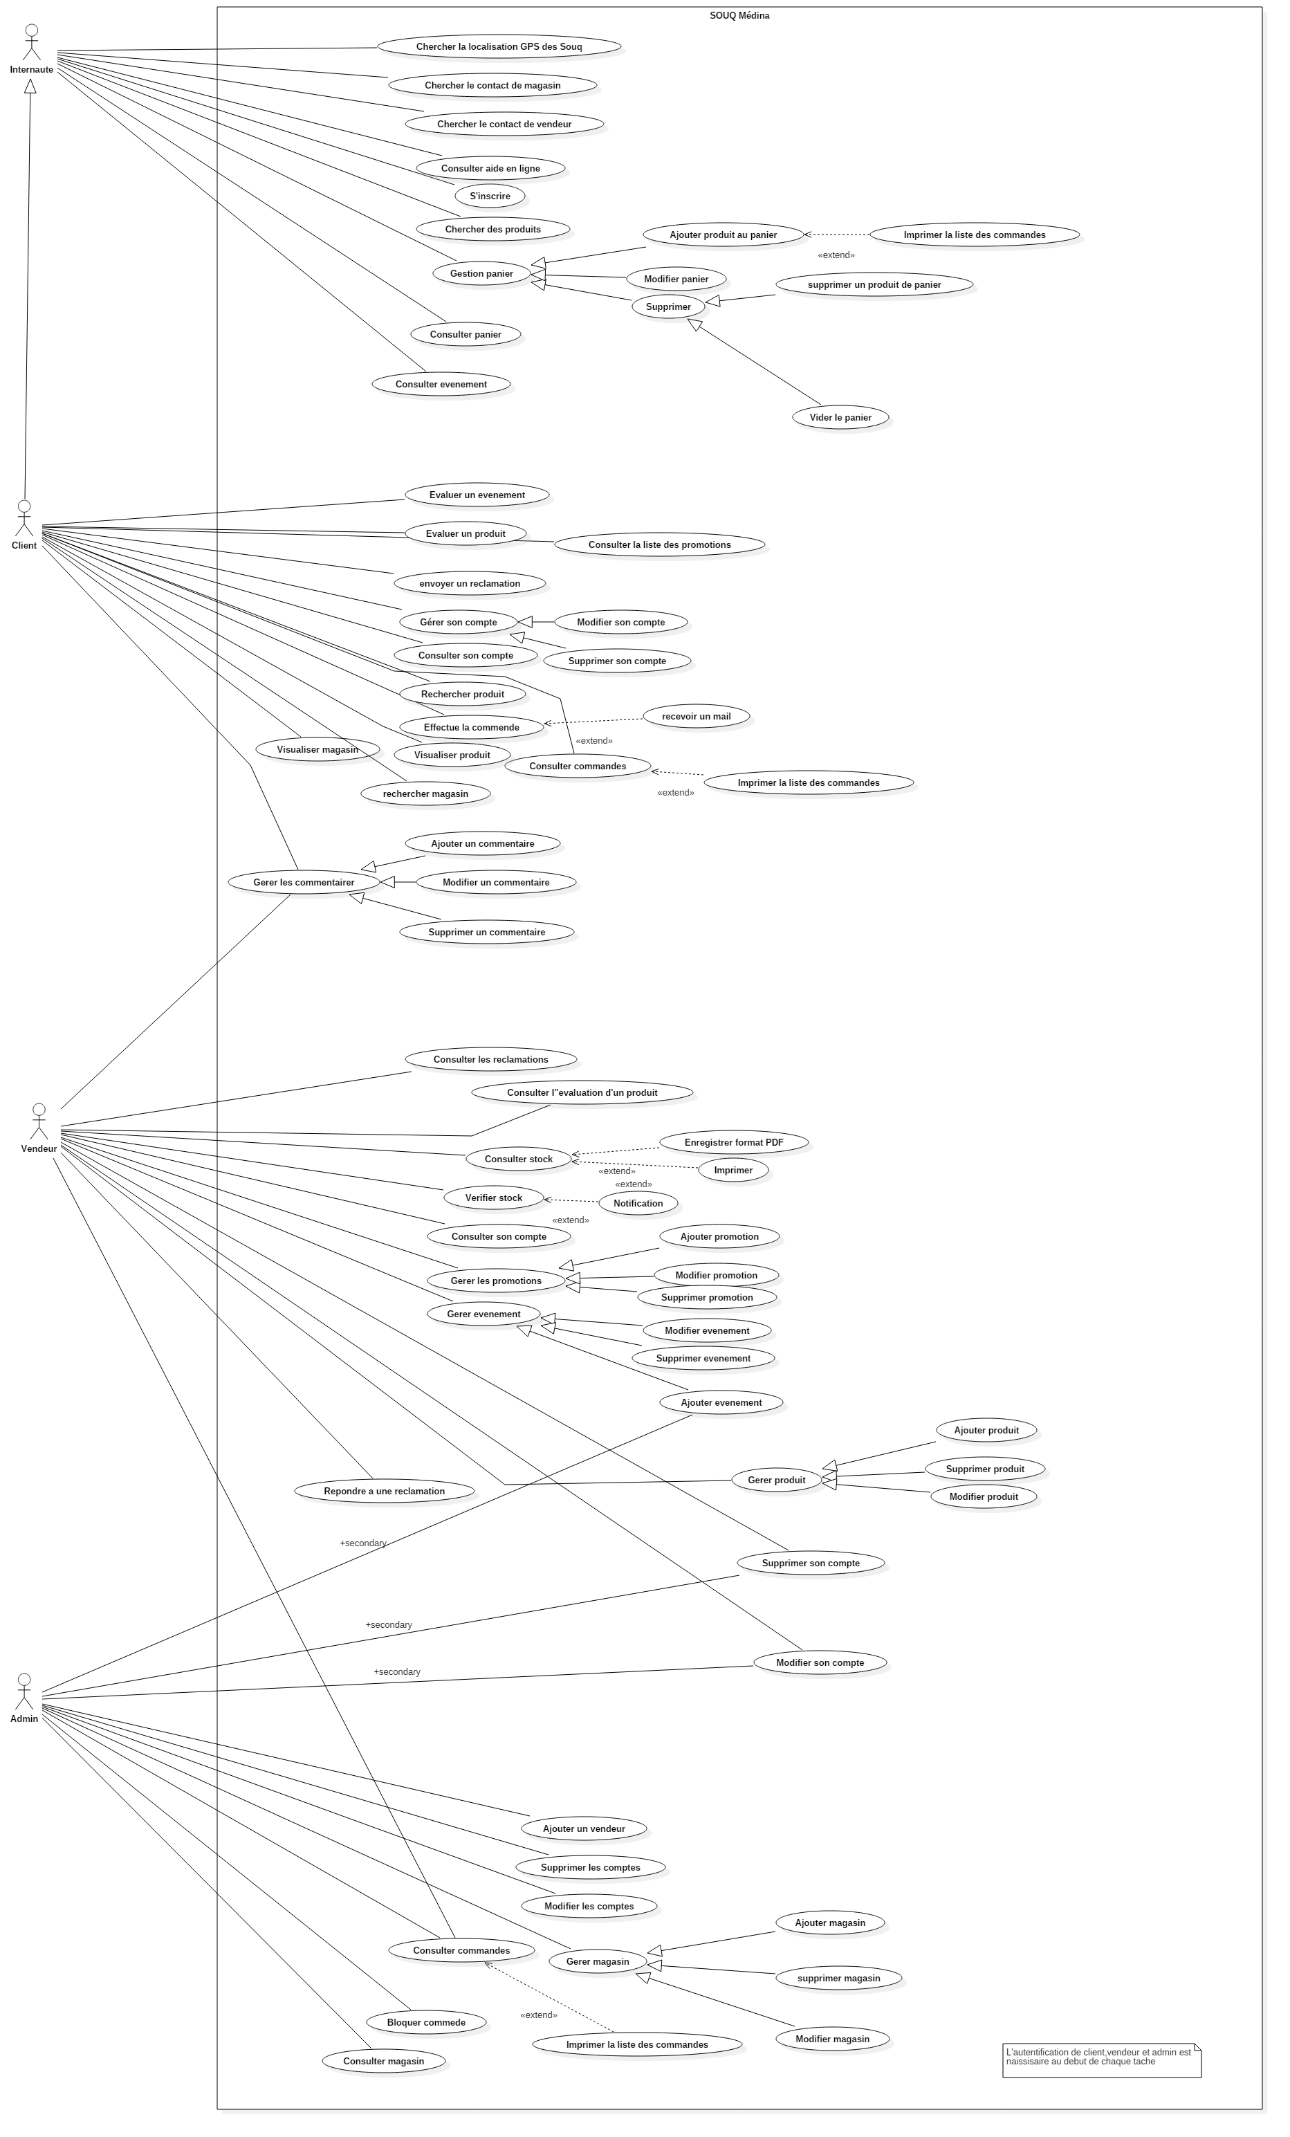 SOUQ Médina
Internaute
Chercher la localisation GPS des Souq
Chercher le contact de magasin
Chercher le contact de vendeur
Consulter aide en ligne
S'inscrire
Chercher des produits
Ajouter produit au panier
Imprimer la liste des commandes
«extend»
Gestion panier
Modifier panier
supprimer un produit de panier
Supprimer
Consulter panier
Consulter evenement
Vider le panier
Client
Evaluer un evenement
Evaluer un produit
Consulter la liste des promotions
envoyer un reclamation
Gérer son compte
Modifier son compte
Consulter son compte
Supprimer son compte
Rechercher produit
recevoir un mail
Effectue la commende
«extend»
Visualiser magasin
Visualiser produit
Consulter commandes
Imprimer la liste des commandes
«extend»
rechercher magasin
Ajouter un commentaire
Gerer les commentairer
Modifier un commentaire
Supprimer un commentaire
Vendeur
Consulter les reclamations
Consulter l''evaluation d'un produit
Enregistrer format PDF
Consulter stock
Imprimer
«extend»
«extend»
Verifier stock
Notification
«extend»
Consulter son compte
Ajouter promotion
Gerer les promotions
Modifier promotion
Supprimer promotion
Gerer evenement
Modifier evenement
Supprimer evenement
Ajouter evenement
Ajouter produit
Supprimer produit
Gerer produit
Repondre a une reclamation
Modifier produit
+secondary
Supprimer son compte
+secondary
Modifier son compte
+secondary
Admin
Ajouter un vendeur
Supprimer les comptes
Modifier les comptes
Ajouter magasin
Consulter commandes
Gerer magasin
supprimer magasin
«extend»
Bloquer commede
Modifier magasin
Imprimer la liste des commandes
Consulter magasin
L'autentification de client,vendeur et admin est
naissisaire au debut de chaque tache